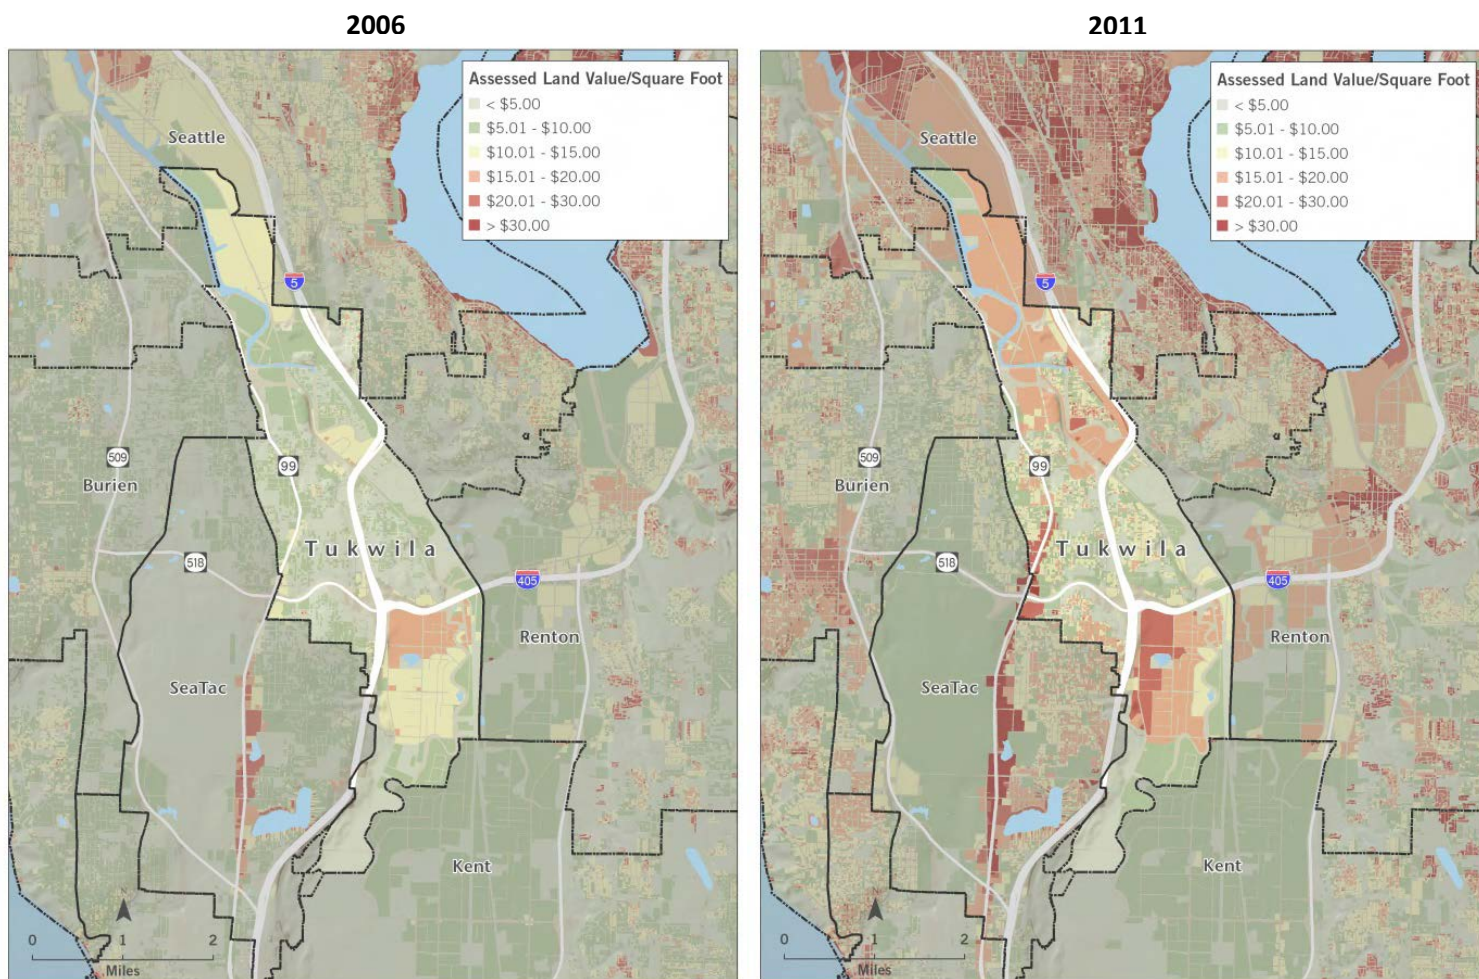 2006
2011
Assessed Land Value/Square Foot
< $5.00
$5.01 - $10.00
$10.01 - $15.00
$15.01 - $20.00
$20.01 - $30.00
> $30.00
Seattle
5
509
99
Burien
518
Tukwila
405
Renton
SeaTac
Kent
N
0 1 2
Miles
Assessed Land Value/Square Foot
< $5.00
$5.01 - $10.00
$10.01 - $15.00
$15.01 - $20.00
$20.01 - $30.00
> $30.00
Seattle
5
509
99
Burien
518
Tukwila
405
Renton
SeaTac
Kent
N
0 1 2
Miles